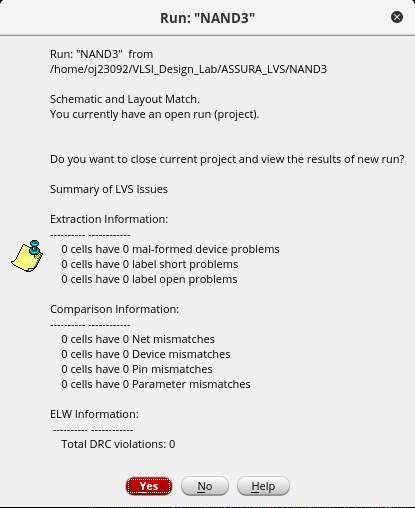 Run: "NAND3"
Run: "NAND3"  from
/home/oj23092/VLSI_Design_Lab/ASSURA_LVS/NAND3
Schematic and Layout Match.
You currently have an open run (project).
Do you want to close current project and view the results of new run?
Summary of LVS Issues
Extraction Information:
---------- ------------
0 cells have 0 mal-formed device problems
0 cells have 0 label short problems
0 cells have 0 label open problems
Comparison Information:
---------- ------------
0 cells have 0 Net mismatches
0 cells have 0 Device mismatches
0 cells have 0 Pin mismatches
0 cells have 0 Parameter mismatches
ELW Information:
---------- ------------
Total DRC violations: 0
Yes No Help